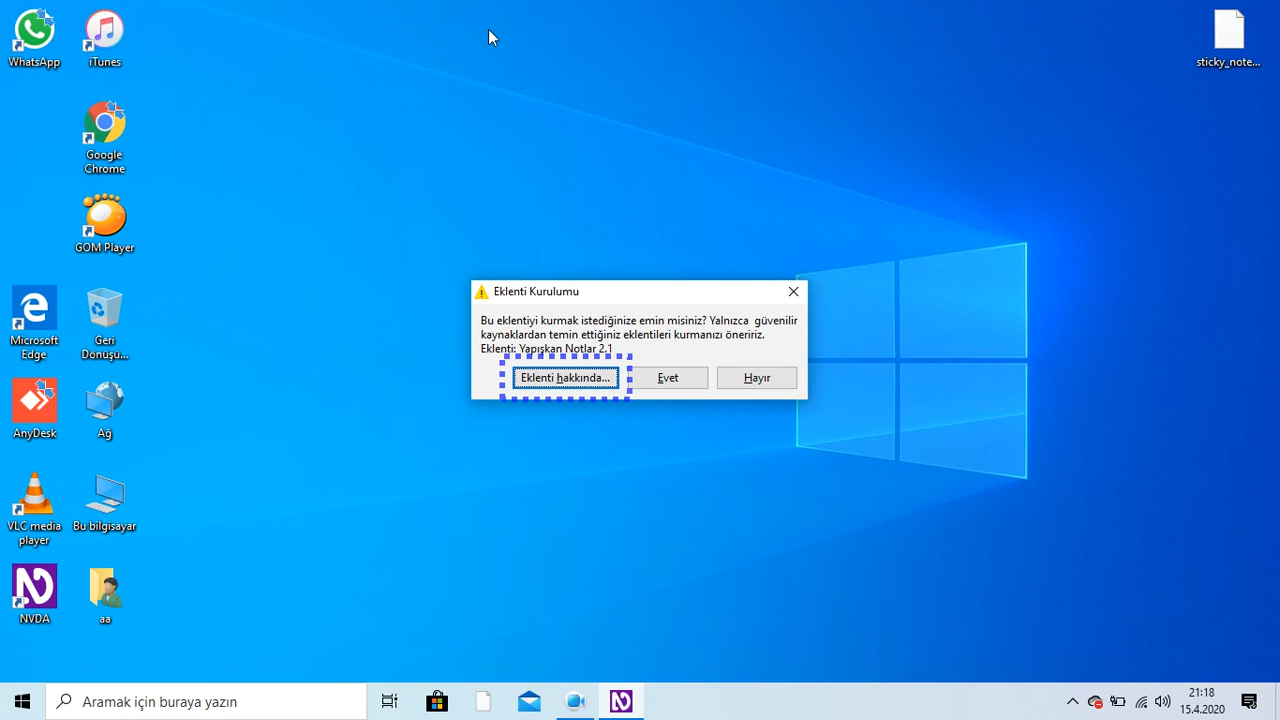 WhatsApp
iTunes
sticky_note...
Google
Chrome
GOM Player
Microsoft
Edge
Geri
Dönüşü...
AnyDesk
Ağ
VLC media
player
Bu bilgisayar
NVDA
aa
Eklenti Kurulumu
Bu eklentiyi kurmak istediğinize emin misiniz? Yalnızca  güvenilir
kaynaklardan temin ettiğiniz eklentileri kurmanızı öneririz.
Eklenti: Yapışkan Notlar 2.1
Eklenti hakkında...
Evet
Hayır
Aramak için buraya yazın
21:18
15.4.2020